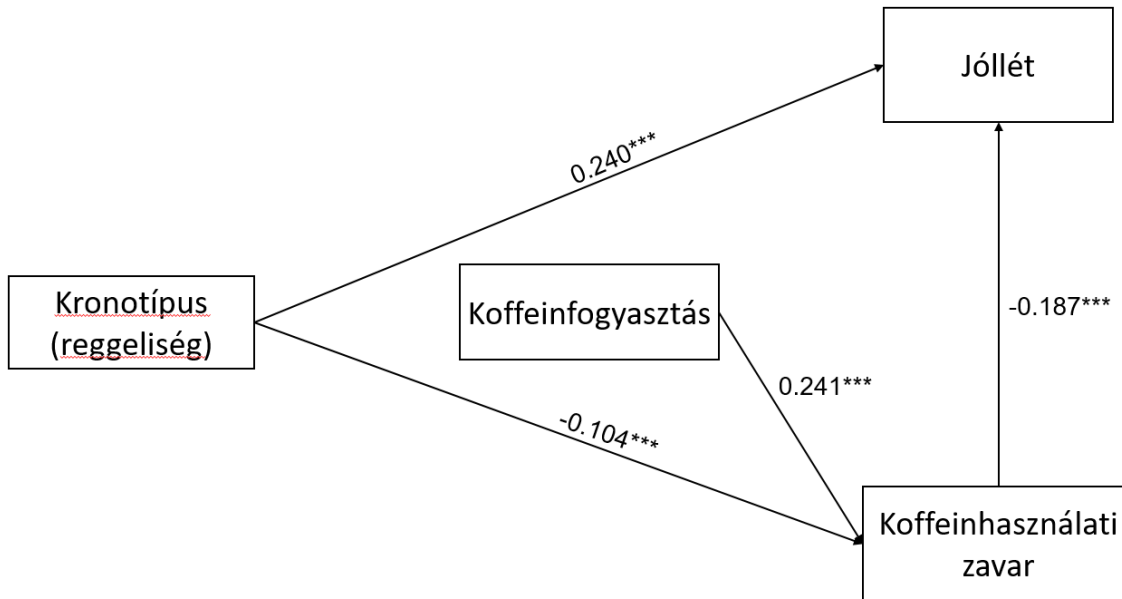 Jóllét
0.240***
Kronotípus
(reggeliség)
Koffeinfogyasztás
-0.187***
0.241***
-0.104***
Koffeinhasználati
zavar